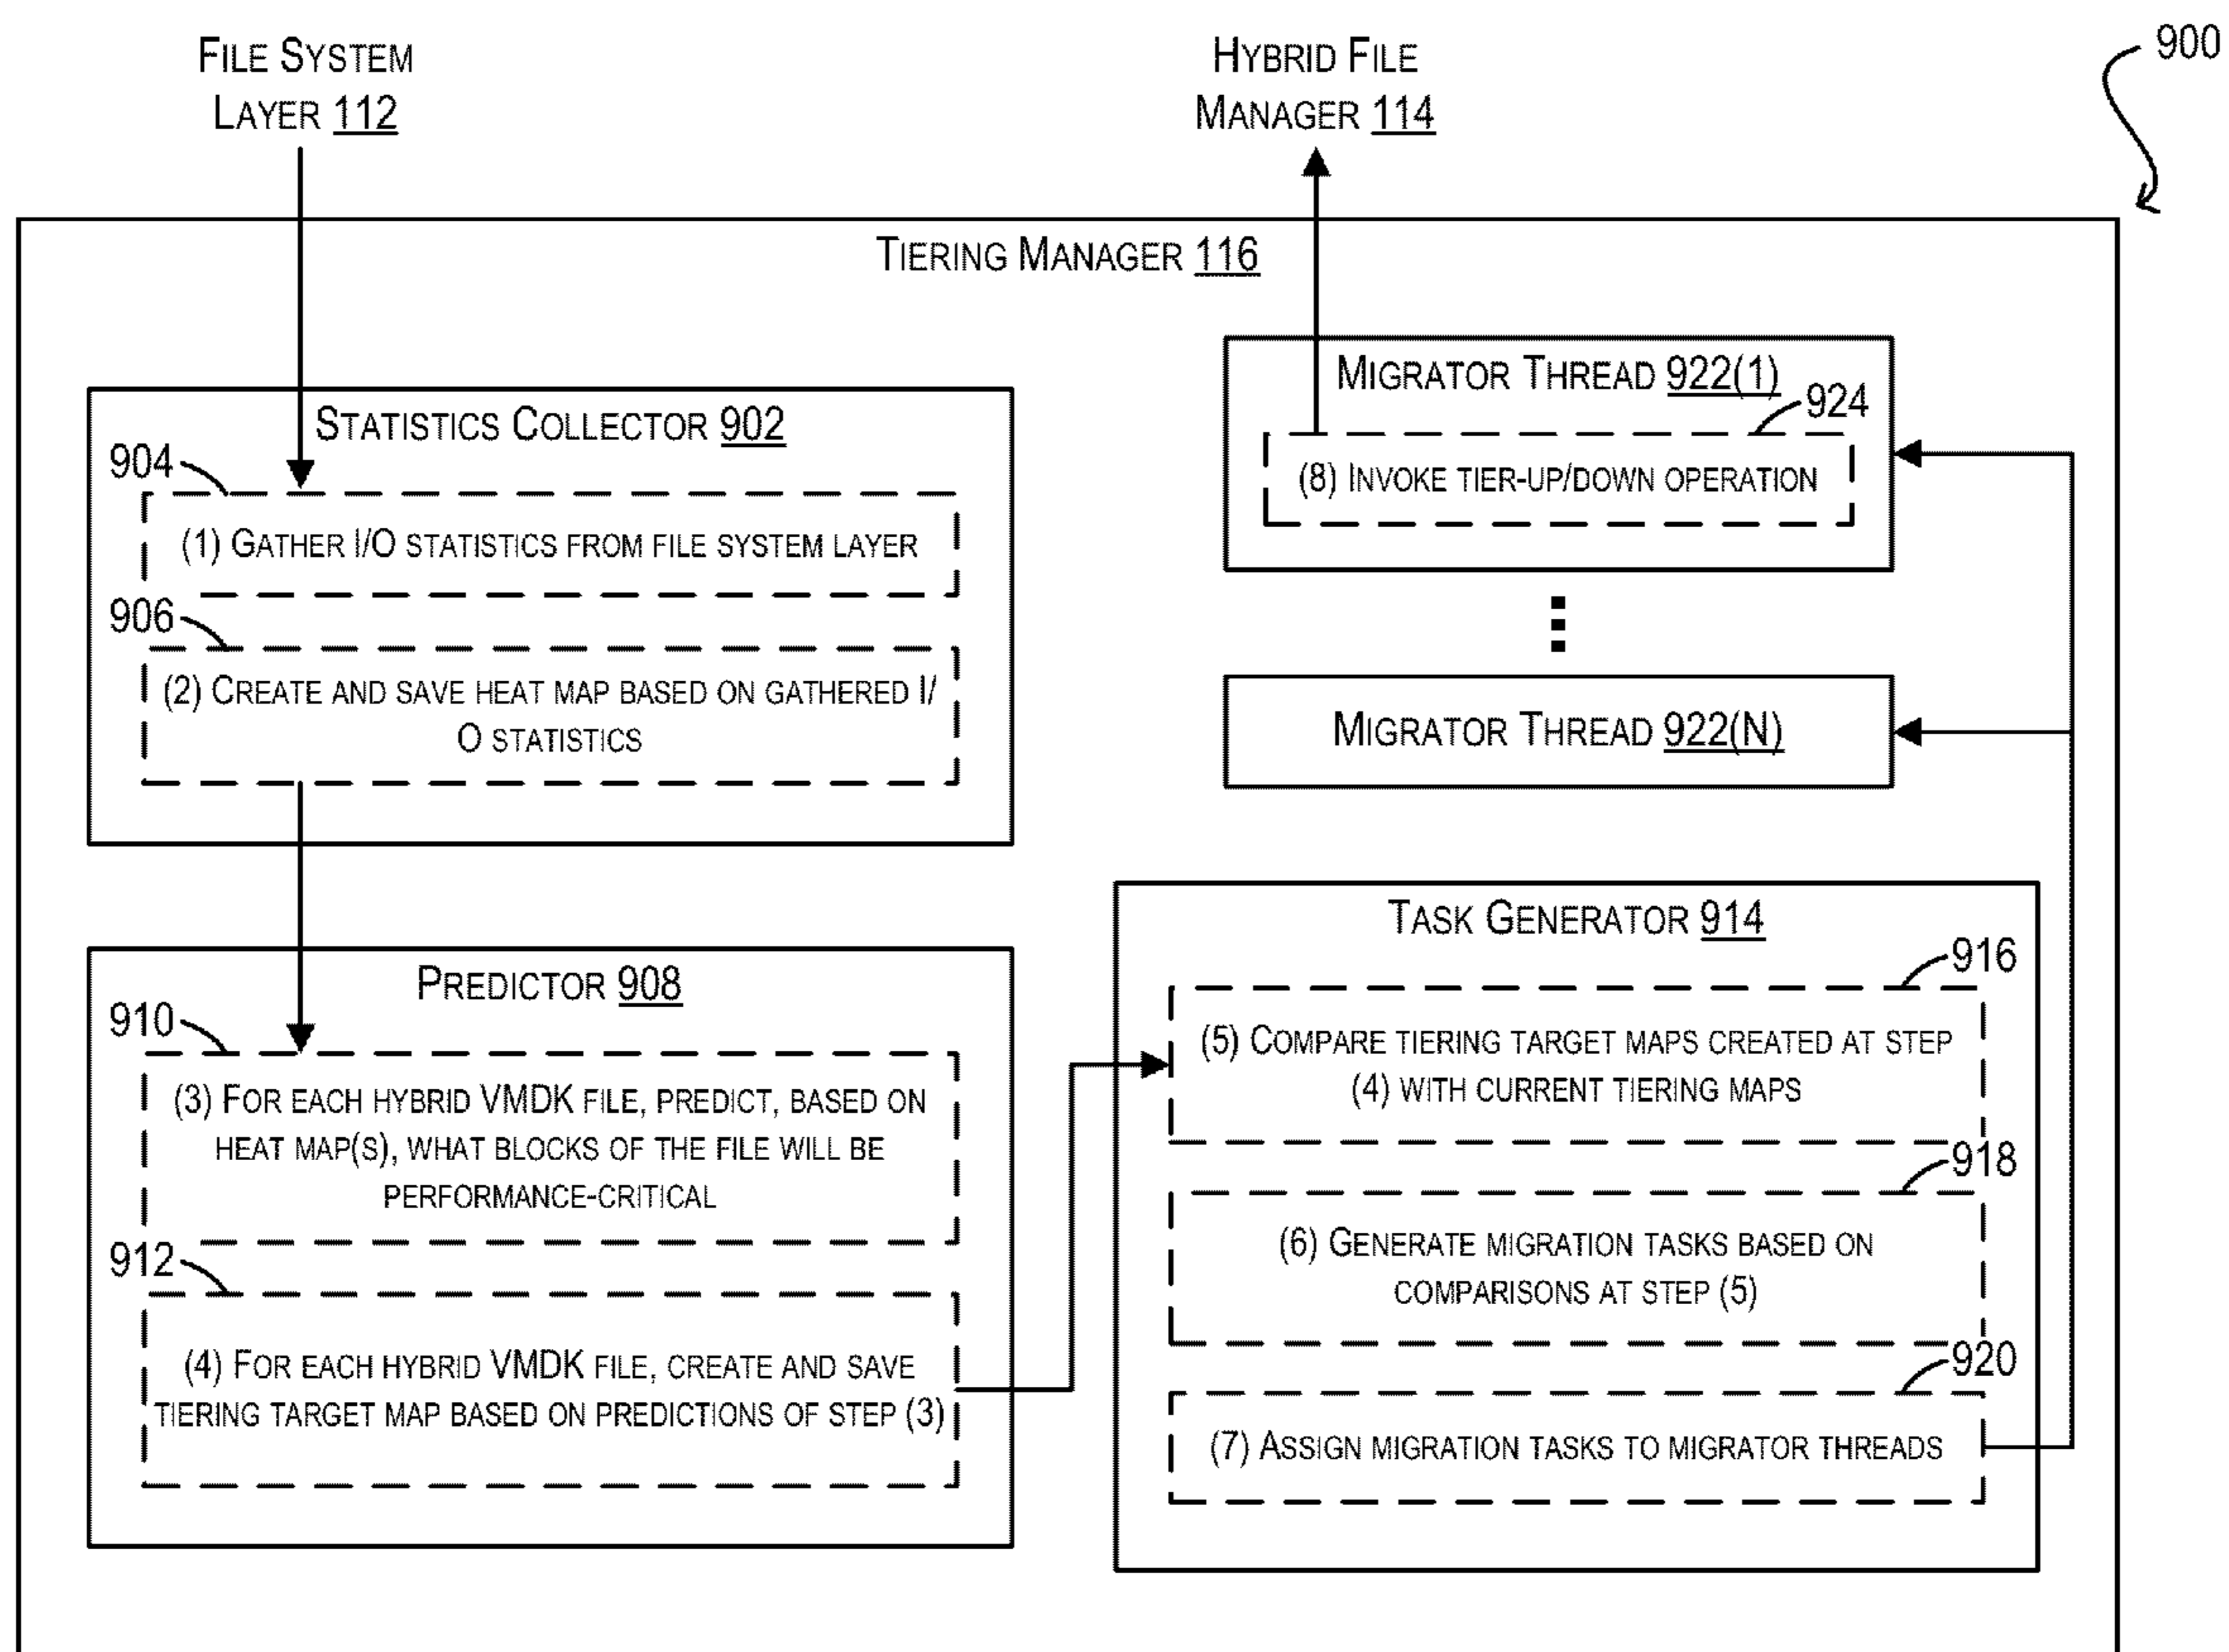 900
FILE SYSTEM
LAYER 112
HYBRID FILE
MANAGER 114
TIERING MANAGER 116
STATISTICS COLLECTOR 902
904
(1) GATHER I/O STATISTICS FROM FILE SYSTEM LAYER
906
(2) CREATE AND SAVE HEAT MAP BASED ON GATHERED I/
O STATISTICS
PREDICTOR 908
910
(3) FOR EACH HYBRID VMDK FILE, PREDICT, BASED ON
HEAT MAP(S), WHAT BLOCKS OF THE FILE WILL BE
PERFORMANCE-CRITICAL
912
(4) FOR EACH HYBRID VMDK FILE, CREATE AND SAVE
TIERING TARGET MAP BASED ON PREDICTIONS OF STEP (3)
TASK GENERATOR 914
916
(5) COMPARE TIERING TARGET MAPS CREATED AT STEP
(4) WITH CURRENT TIERING MAPS
918
(6) GENERATE MIGRATION TASKS BASED ON
COMPARISONS AT STEP (5)
920
(7) ASSIGN MIGRATION TASKS TO MIGRATOR THREADS
MIGRATOR THREAD 922(1)
924
(8) INVOKE TIER-UP/DOWN OPERATION
MIGRATOR THREAD 922(N)